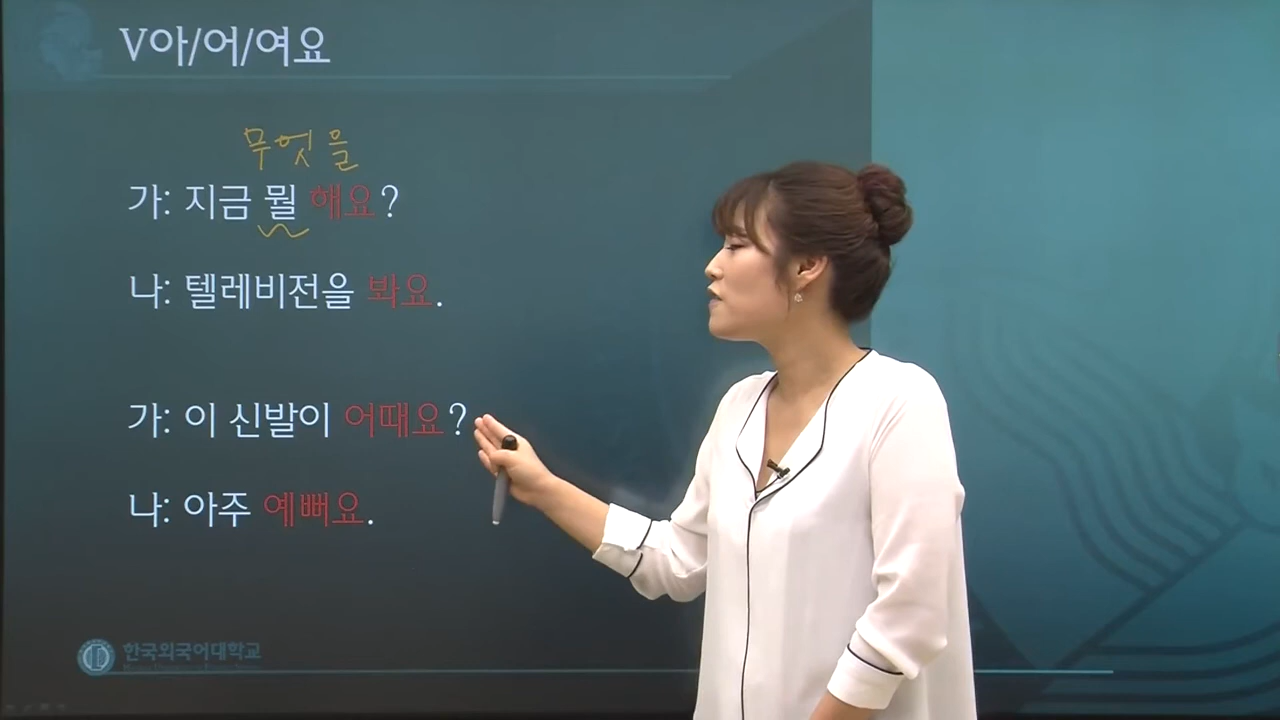 V아/어/여요
무엇을
가: 지금 뭘 해요?
나: 텔레비전을 봐요.
가: 이 신발이 어때요?
나: 아주 예뻐요.
한국외국어대학교